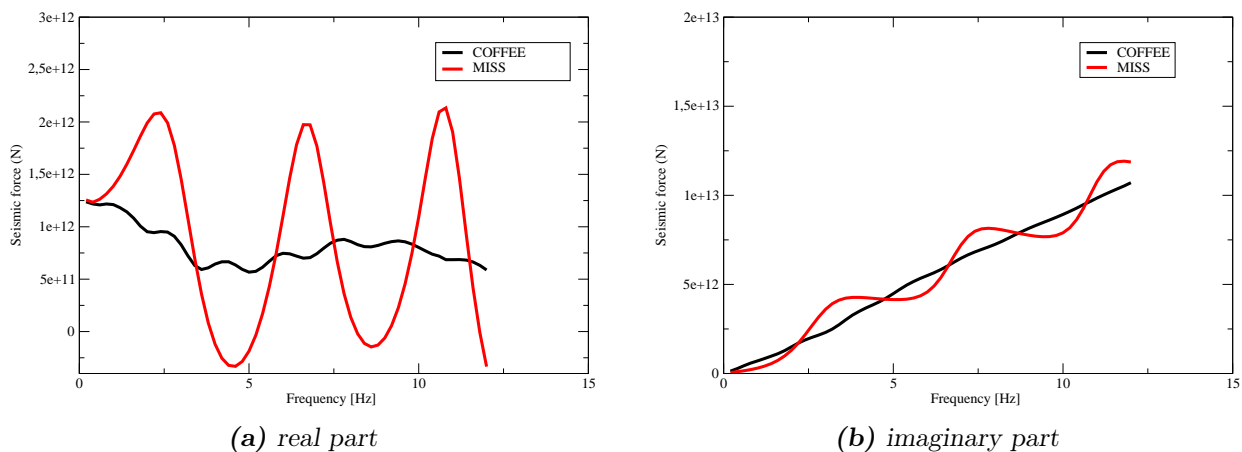 3e+12
2,5e+12
2e+12
1,5e+12
1e+12
5e+11
0
Seismic force (N)
0 5 10 15
Frequency [Hz]
COFFEE
MISS
(a) real part
2e+13
1,5e+13
1e+13
5e+12
0
Seismic force (N)
0 5 10 15
Frequency [Hz]
COFFEE
MISS
(b) imaginary part